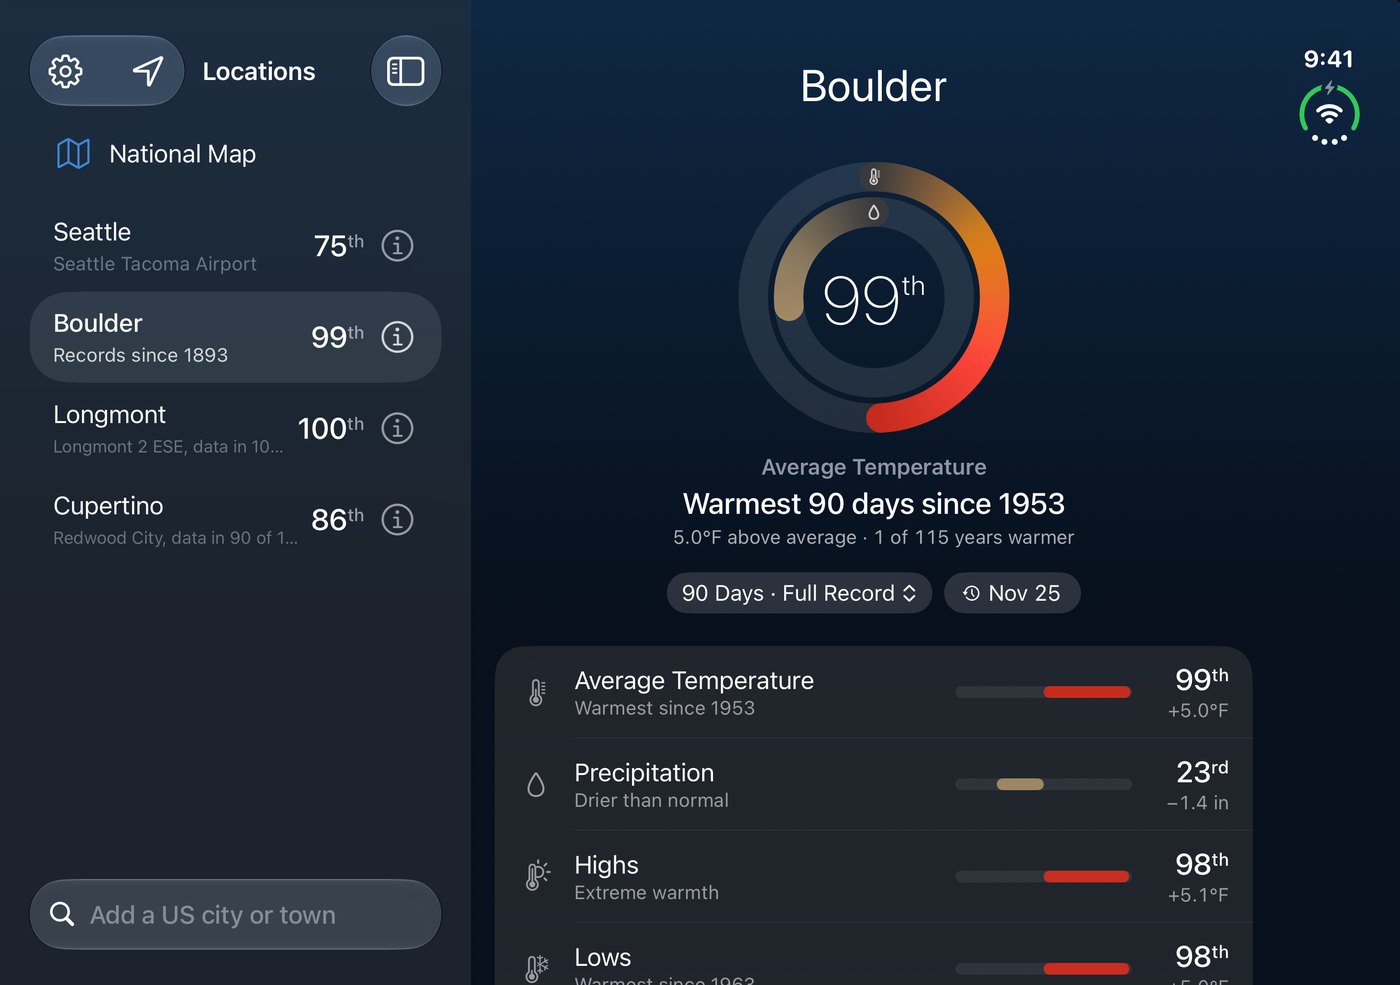 Locations
National Map
Seattle
Seattle Tacoma Airport
75th
Boulder
Records since 1893
99th
Longmont
Longmont 2 ESE, data in 10...
100th
Cupertino
Redwood City, data in 90 of 1...
86th
Add a US city or town
9:41
Boulder
99th
Average Temperature
Warmest 90 days since 1953
5.0°F above average · 1 of 115 years warmer
90 Days · Full Record
Nov 25
Average Temperature
Warmest since 1953
99th
+5.0°F
Precipitation
Drier than normal
23rd
−1.4 in
Highs
Extreme warmth
98th
+5.1°F
Lows
Warmest since 1963
98th